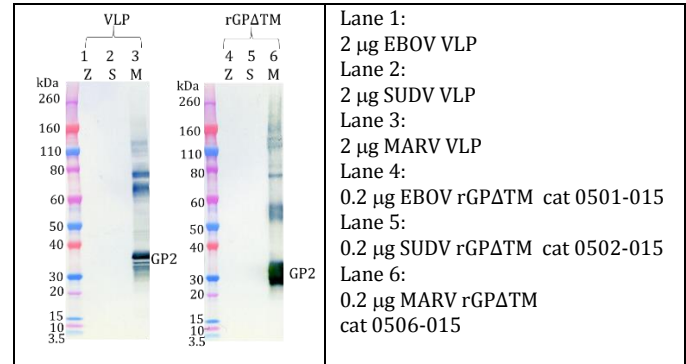 VLP
1 2 3
Z S M
kDa
260
160
110
80
60
50
40
30
20
15
10
3.5
GP2
rGPΔTM
4 5 6
Z S M
kDa
260
160
110
80
60
50
40
30
20
15
10
3.5
GP2
Lane 1:
2 μg EBOV VLP
Lane 2:
2 μg SUDV VLP
Lane 3:
2 μg MARV VLP
Lane 4:
0.2 μg EBOV rGPΔTM cat 0501-015
Lane 5:
0.2 μg SUDV rGPΔTM cat 0502-015
Lane 6:
0.2 μg MARV rGPΔTM
cat 0506-015